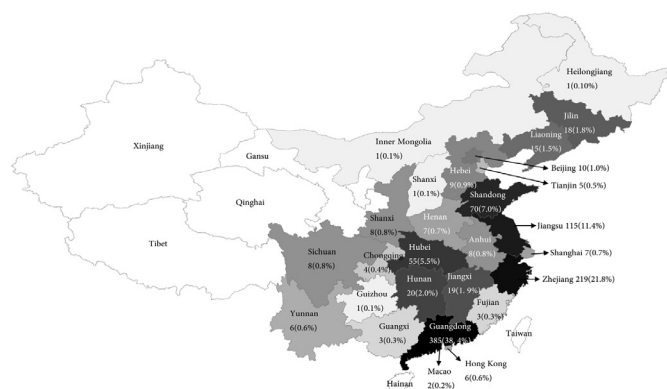 Heilongjiang
1(0.10%)
Jilin
18(1.8%)
Liaoning
15(1.5%)
Inner Mongolia
1(0.1%)
Xinjiang
Gansu
Beijing 10(1.0%)
Hebei
9(0.9%)
Tianjin 5(0.5%)
Shanxi
1(0.1%)
Qinghai
Shandong
70(7.0%)
Shanxi
8(0.8%)
Henan
7(0.7%)
Jiangsu 115(11.4%)
Tibet
Anhui
8(0.8%)
Shanghai 7(0.7%)
Sichuan
8(0.8%)
Chongqing
4(0.4%)
Hubei
55(5.5%)
Zhejiang 219(21.8%)
Hunan
20(2.0%)
Jiangxi
19(1. 9%)
Guizhou
1(0.1%)
Fujian
3(0.3%)
Yunnan
6(0.6%)
Guangxi
3(0.3%)
Guangdong
385(38. 4%)
Taiwan
Hong Kong
6(0.6%)
Macao
2(0.2%)
Hainan